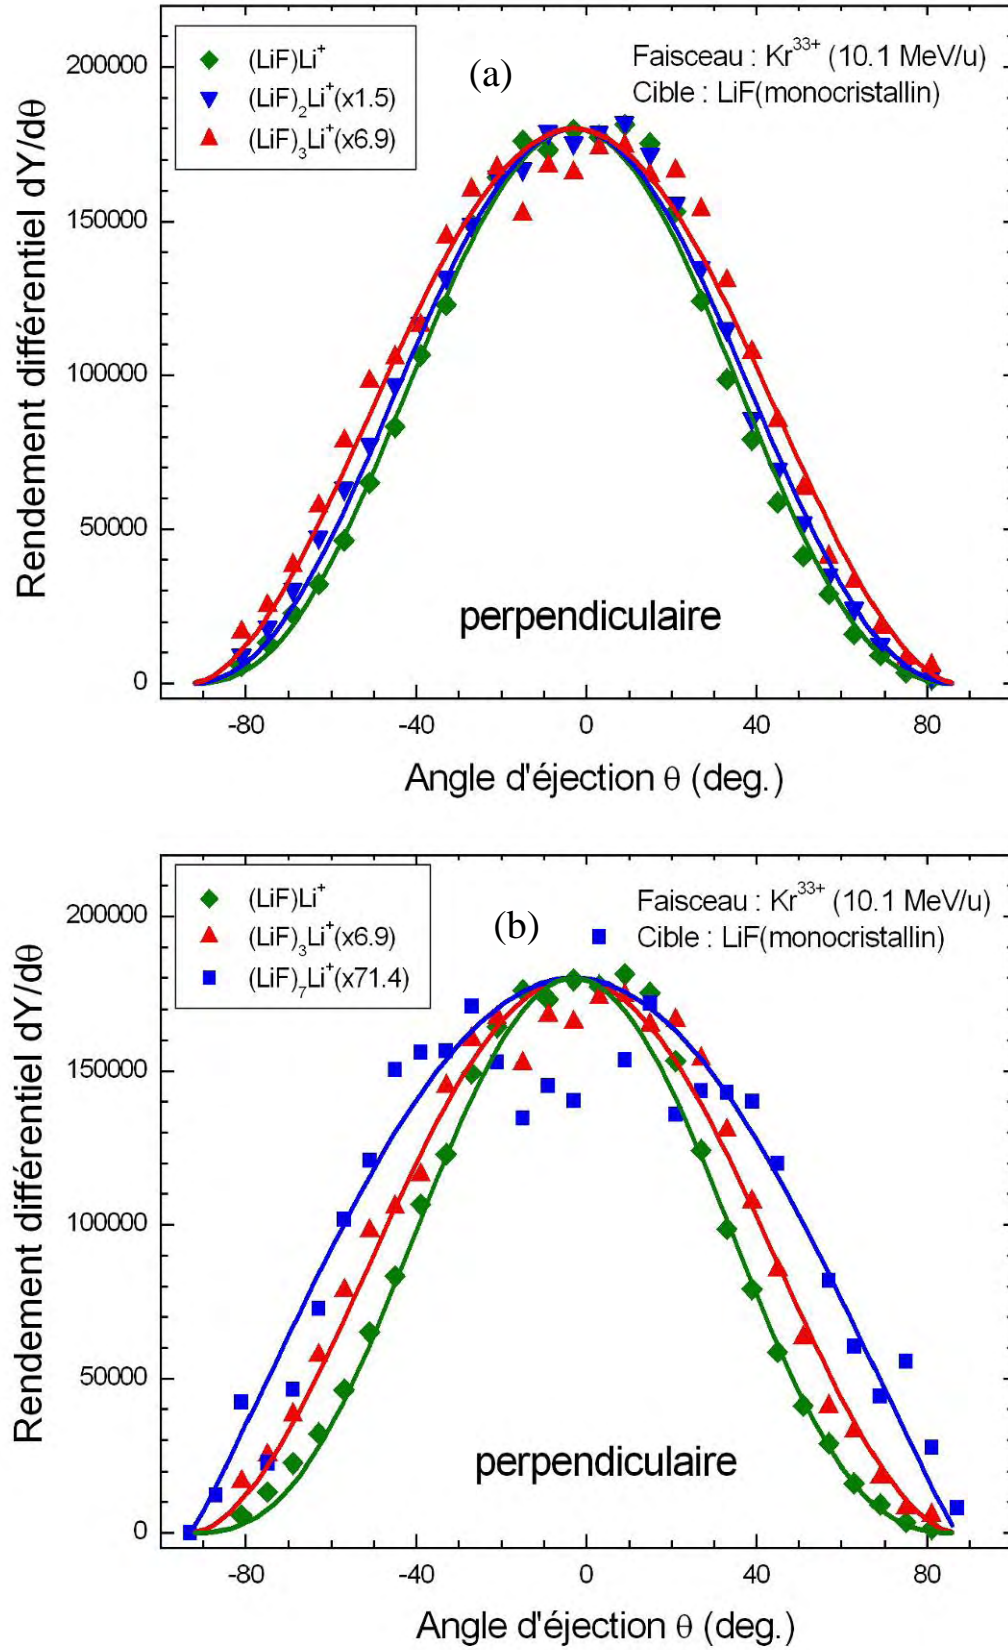 (LiF)Li⁺
(LiF)₂Li⁺(x1.5)
(LiF)₃Li⁺(x6.9)
(a)
Faisceau : Kr³³⁺ (10.1 MeV/u)
Cible : LiF(monocristallin)
200000
150000
100000
50000
0
Rendement différentiel dY/dθ
perpendiculaire
-80
-40
0
40
80
Angle d'éjection θ (deg.)
(LiF)Li⁺
(LiF)₃Li⁺(x6.9)
(LiF)₇Li⁺(x71.4)
(b)
Faisceau : Kr³³⁺ (10.1 MeV/u)
Cible : LiF(monocristallin)
200000
150000
100000
50000
0
Rendement différentiel dY/dθ
perpendiculaire
-80
-40
0
40
80
Angle d'éjection θ (deg.)